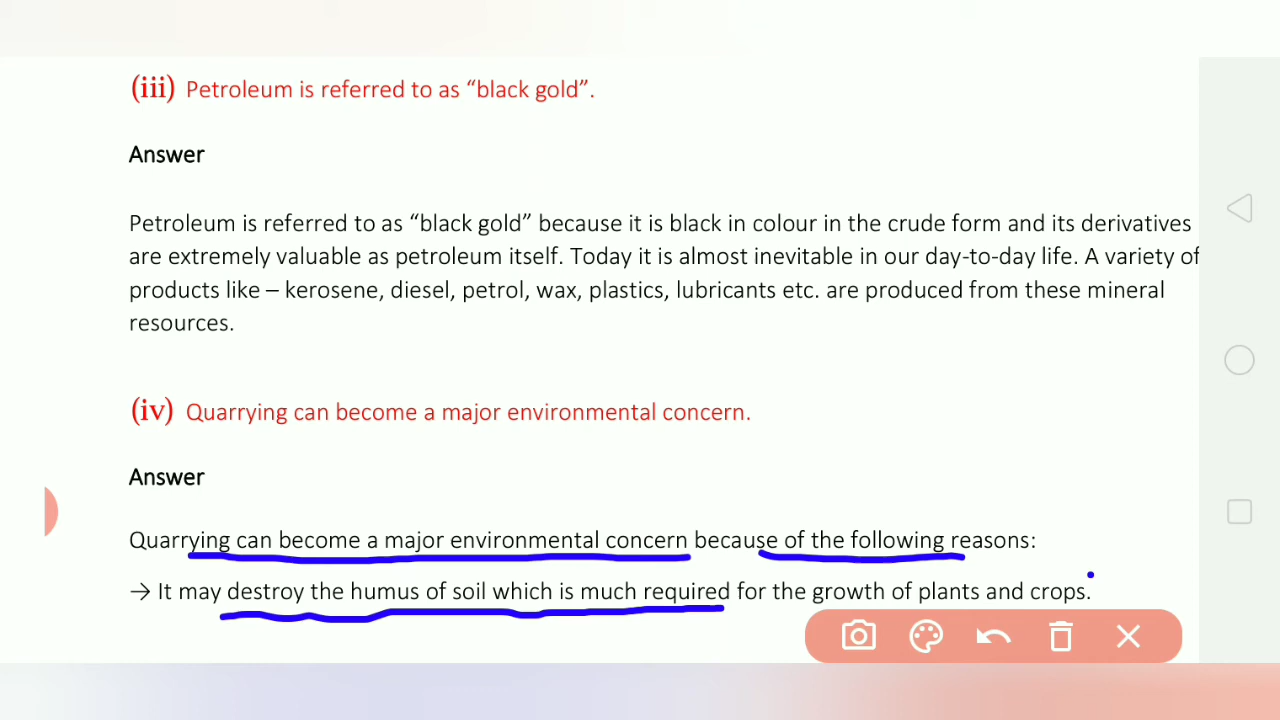 (iii) Petroleum is referred to as “black gold”.
Answer
Petroleum is referred to as “black gold” because it is black in colour in the crude form and its derivatives
are extremely valuable as petroleum itself. Today it is almost inevitable in our day-to-day life. A variety of
products like – kerosene, diesel, petrol, wax, plastics, lubricants etc. are produced from these mineral
resources.
(iv) Quarrying can become a major environmental concern.
Answer
Quarrying can become a major environmental concern because of the following reasons:
→ It may destroy the humus of soil which is much required for the growth of plants and crops.